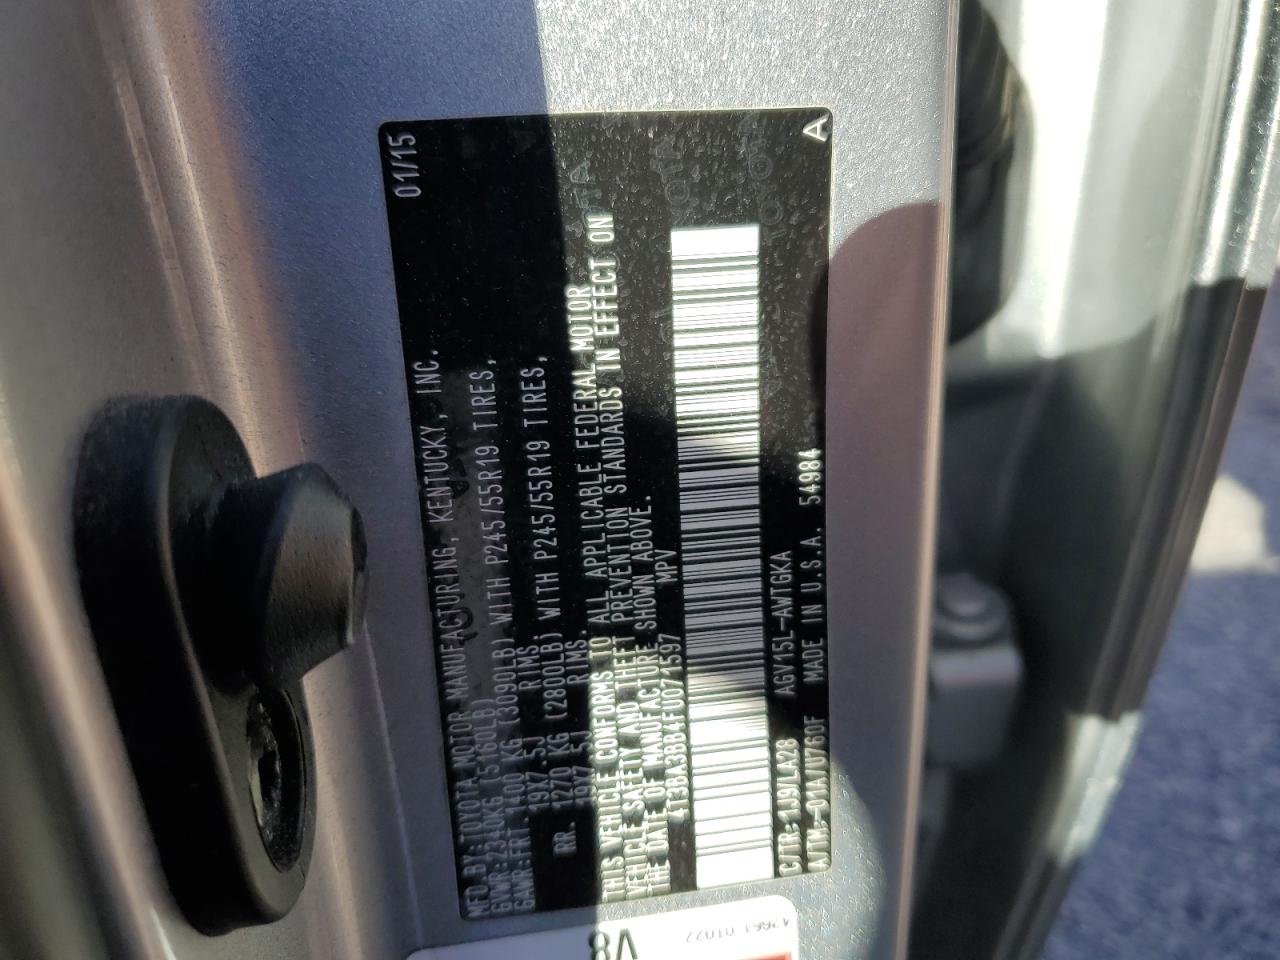 MFD.BY:TOYOTA MOTOR MANUFACTURING, KENTUCKY, INC. 01/15
GVWR:2340KG (5160LB)
GAWR:FRT.1400 KG (3090LB) WITH P245/55R19 TIRES,
19X7.5J RIMS
RR. 1270 KG (2800LB) WITH P245/55R19 TIRES,
19X7.5J RIMS.
THIS VEHICLE CONFORMS TO ALL APPLICABLE FEDERAL MOTOR
VEHICLE SAFETY AND THEFT PREVENTION STANDARDS IN EFFECT ON
THE DATE OF MANUFACTURE SHOWN ABOVE.
4T3BK3BB4FU071597 MPV
C/TR:1J9/LA28 AGV15L-AWTGKA
A/TM:-01A/U760F MADE IN U.S.A. 54984 A
V8